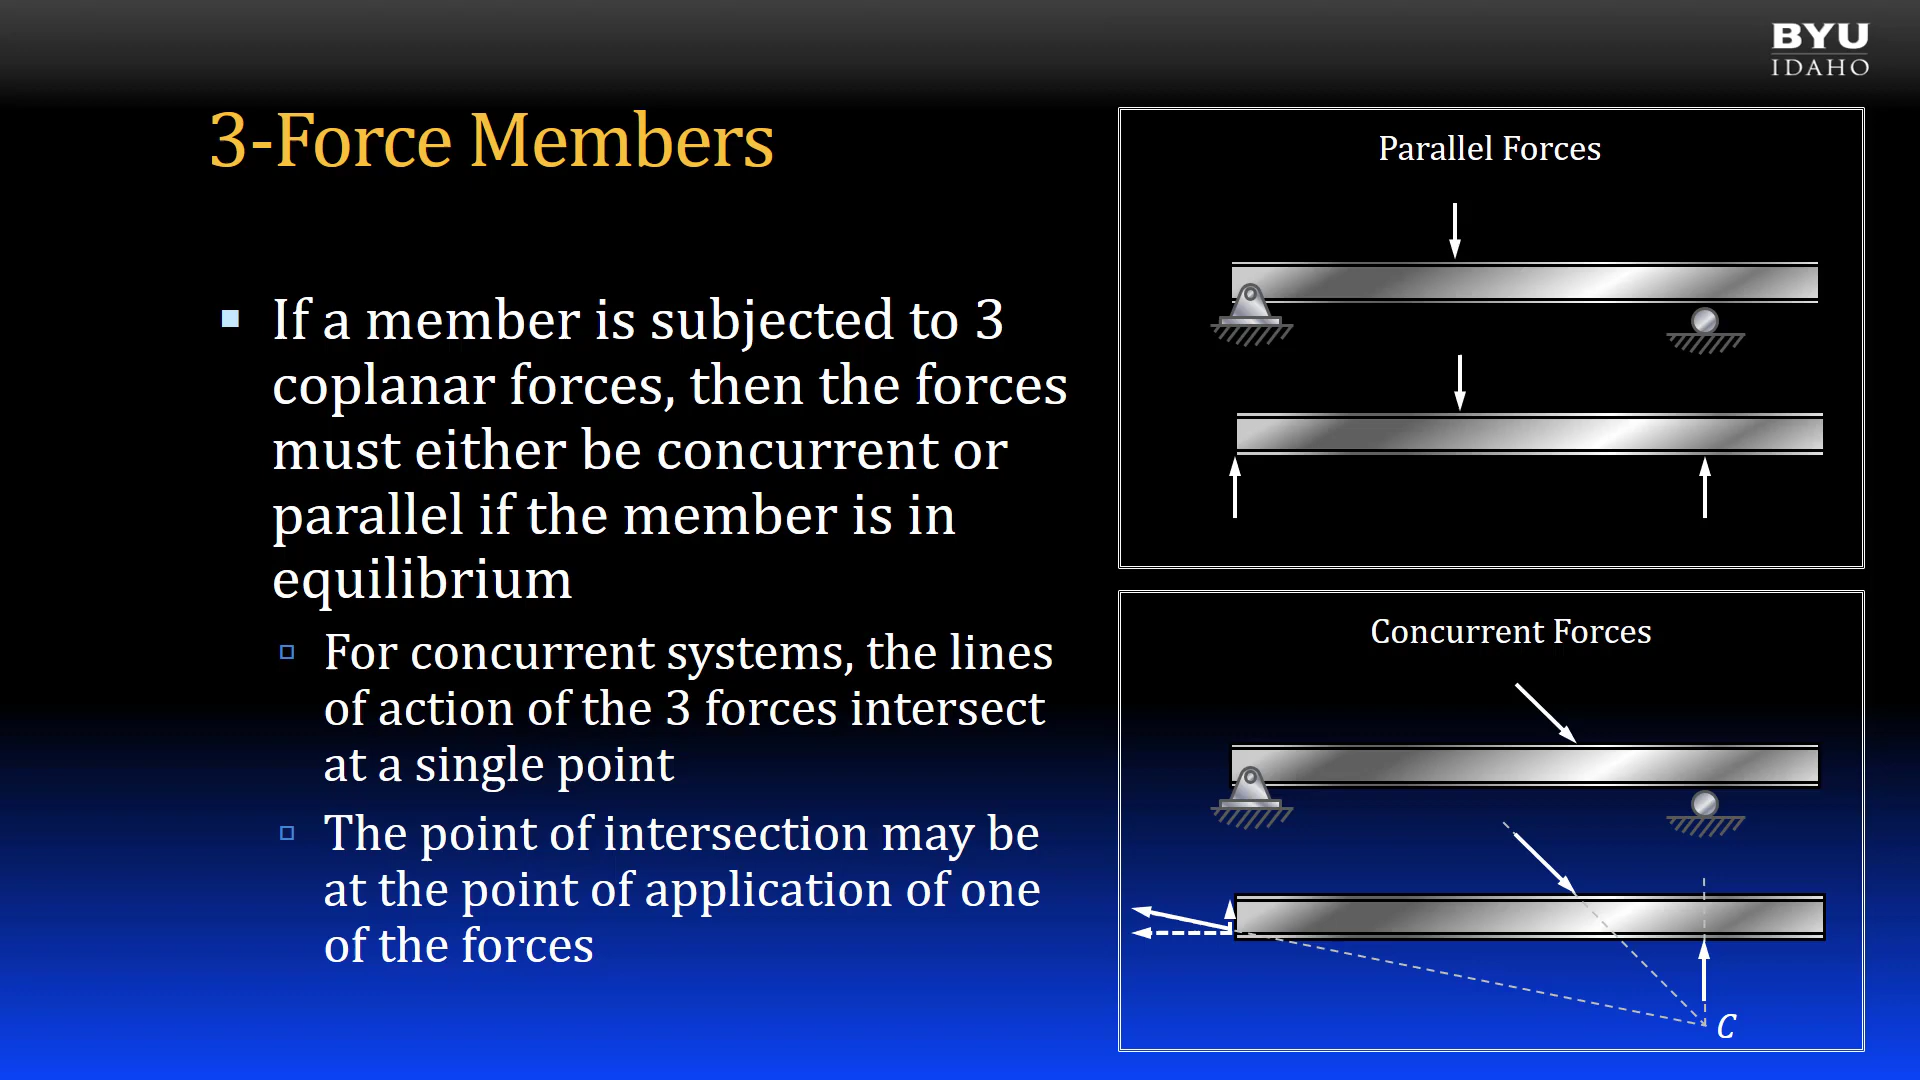 BYU
IDAHO
3-Force Members
If a member is subjected to 3
coplanar forces, then the forces
must either be concurrent or
parallel if the member is in
equilibrium
For concurrent systems, the lines
of action of the 3 forces intersect
at a single point
The point of intersection may be
at the point of application of one
of the forces
Parallel Forces
Concurrent Forces
C